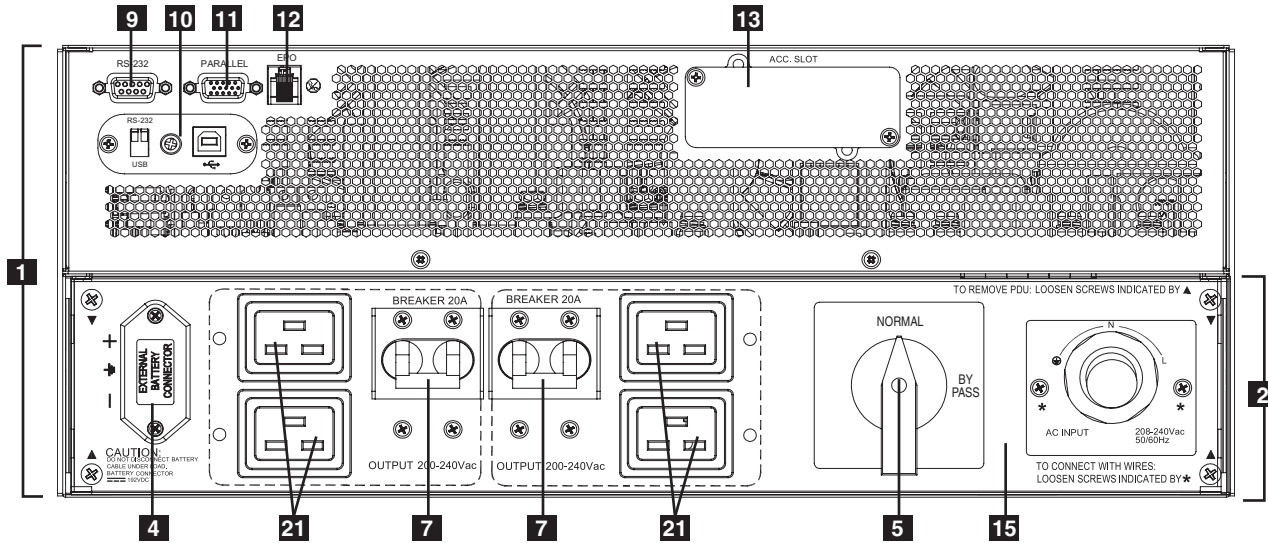 9 10 11 12 13
RS-232 PARALLEL EPO ACC. SLOT
RS-232
USB
1
2
TO REMOVE PDU: LOOSEN SCREWS INDICATED BY ▲
+
−
EXTERNAL
BATTERY
CONNECTOR
BREAKER 20A
BREAKER 20A
NORMAL
BY
PASS
N
L
*
*
AC INPUT
208-240Vac
50/60Hz
CAUTION:
DO NOT DISCONNECT BATTERY
CABLE UNDER LOAD,
BATTERY CONNECTOR
192VDC
OUTPUT 200-240Vac
OUTPUT 200-240Vac
TO CONNECT WITH WIRES:
LOOSEN SCREWS INDICATED BY *
4 21 7 7 21 5 15